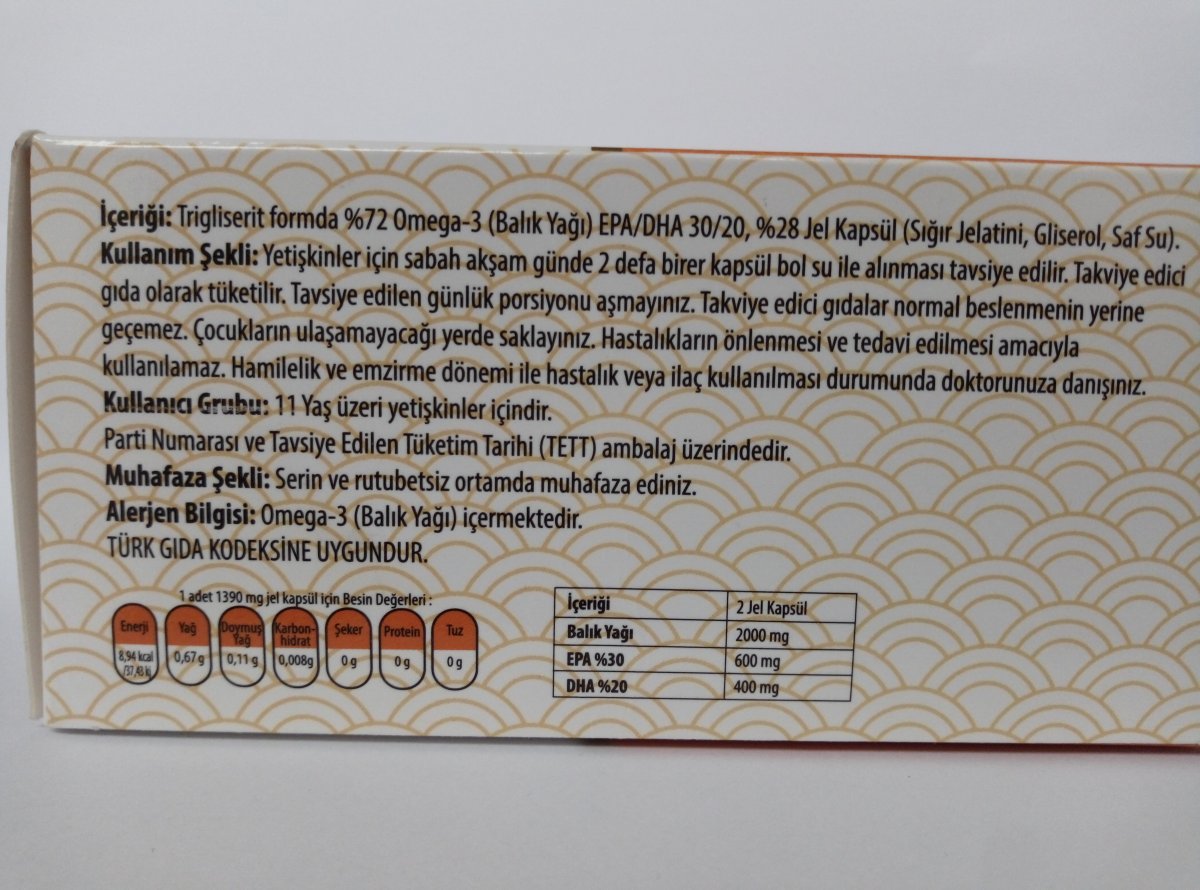 İçeriği: Trigliserit formda %72 Omega-3 (Balık Yağı) EPA/DHA 30/20, %28 Jel Kapsül (Sığır Jelatini, Gliserol, Saf Su).
Kullanım Şekli: Yetişkinler için sabah akşam günde 2 defa birer kapsül bol su ile alınması tavsiye edilir. Takviye edici
gıda olarak tüketilir. Tavsiye edilen günlük porsiyonu aşmayınız. Takviye edici gıdalar normal beslenmenin yerine
geçemez. Çocukların ulaşamayacağı yerde saklayınız. Hastalıkların önlenmesi ve tedavi edilmesi amacıyla
kullanılamaz. Hamilelik ve emzirme dönemi ile hastalık veya ilaç kullanılması durumunda doktorunuza danışınız.
Kullanıcı Grubu: 11 Yaş üzeri yetişkinler içindir.
Parti Numarası ve Tavsiye Edilen Tüketim Tarihi (TETT) ambalaj üzerindedir.
Muhafaza Şekli: Serin ve rutubetsiz ortamda muhafaza ediniz.
Alerjen Bilgisi: Omega-3 (Balık Yağı) içermektedir.
TÜRK GIDA KODEKSİNE UYGUNDUR.
1 adet 1390 mg jel kapsül için Besin Değerleri :
Enerji
8,94 kcal
/37,43 kj
Yağ
0,67 g
Doymuş
Yağ
0,11 g
Karbon-
hidrat
0,008g
Şeker
0 g
Protein
0 g
Tuz
0 g
İçeriği 2 Jel Kapsül
Balık Yağı 2000 mg
EPA %30 600 mg
DHA %20 400 mg